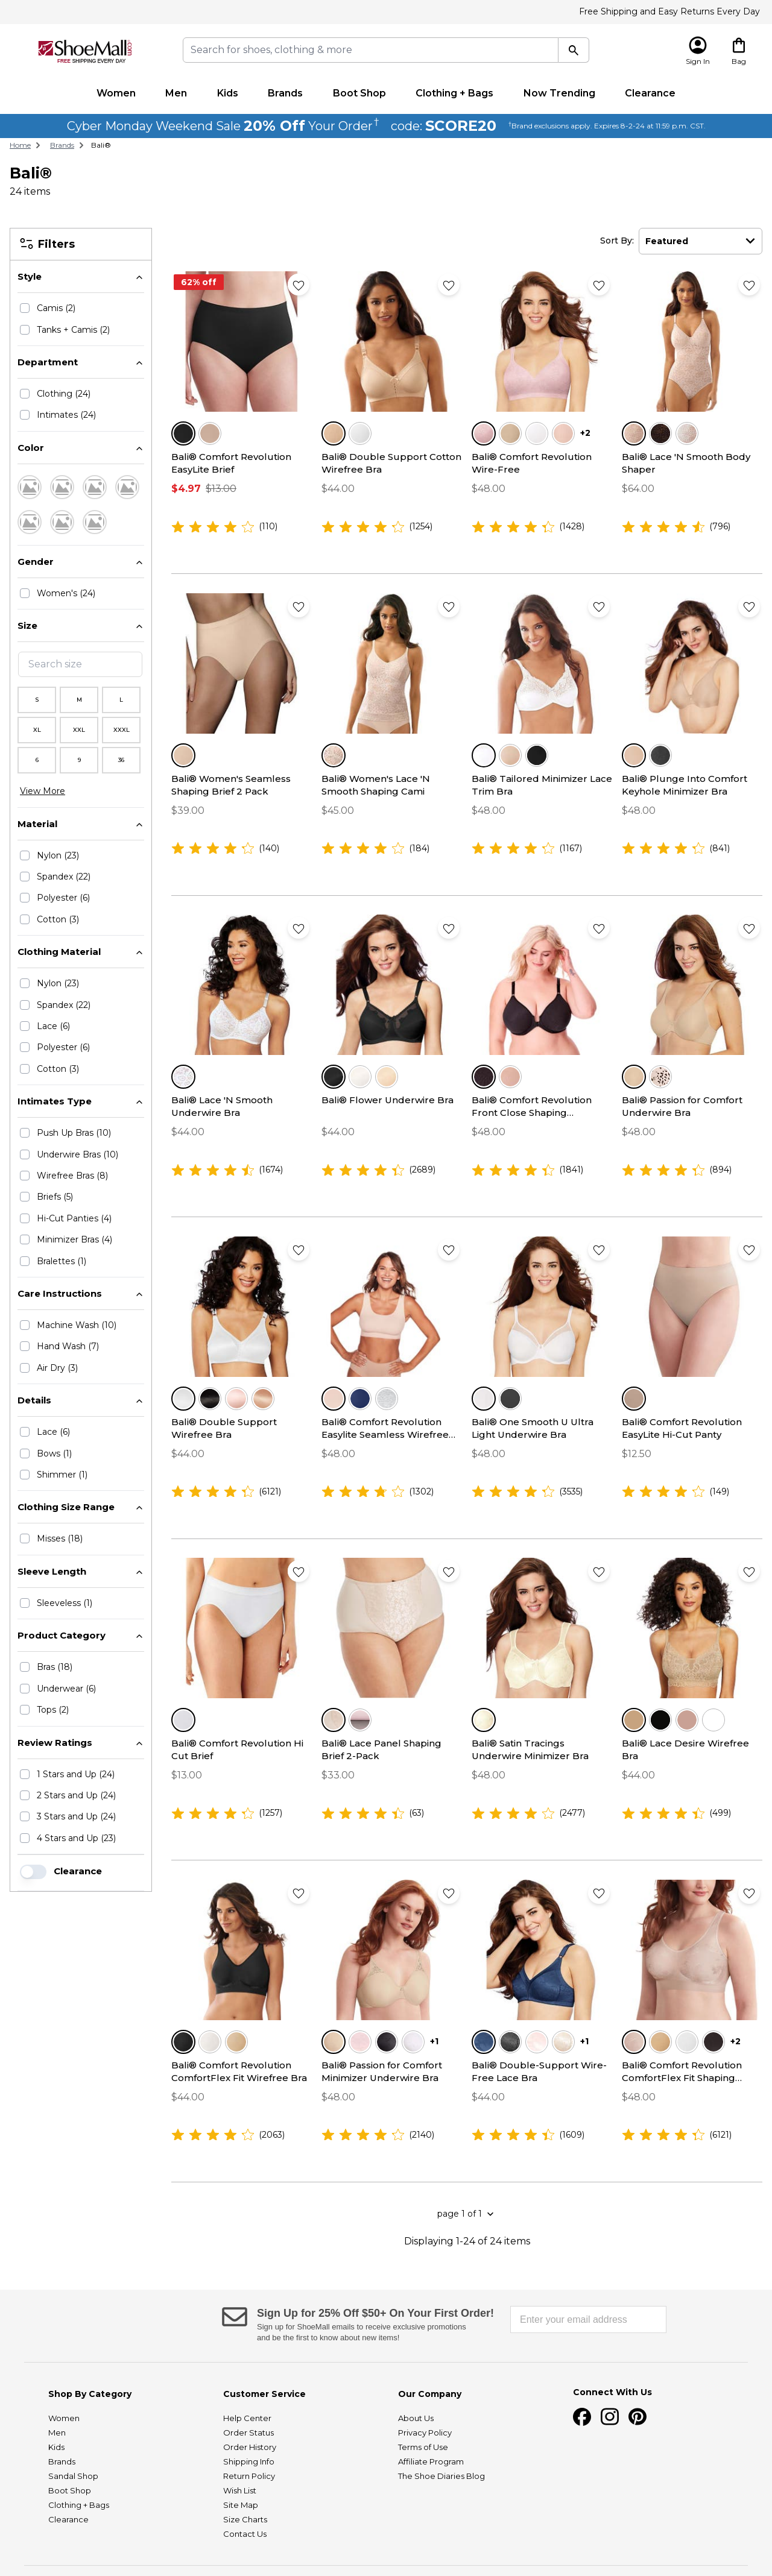 Free Shipping and Easy Returns Every Day
ShoeMall.com
FREE SHIPPING EVERY DAY
Search for shoes, clothing & more
Sign In
Bag
Women Men Kids Brands Boot Shop Clothing + Bags Now Trending Clearance
Cyber Monday Weekend Sale 20% Off Your Order† code: SCORE20 †Brand exclusions apply. Expires 8-2-24 at 11:59 p.m. CST.
Home > Brands > Bali®
Bali®
24 items
Filters
Style
Camis (2)
Tanks + Camis (2)
Department
Clothing (24)
Intimates (24)
Color
Gender
Women's (24)
Size
Search size
S M L
XL XXL XXXL
6 9 36
View More
Material
Nylon (23)
Spandex (22)
Polyester (6)
Cotton (3)
Clothing Material
Nylon (23)
Spandex (22)
Lace (6)
Polyester (6)
Cotton (3)
Intimates Type
Push Up Bras (10)
Underwire Bras (10)
Wirefree Bras (8)
Briefs (5)
Hi-Cut Panties (4)
Minimizer Bras (4)
Bralettes (1)
Care Instructions
Machine Wash (10)
Hand Wash (7)
Air Dry (3)
Details
Lace (6)
Bows (1)
Shimmer (1)
Clothing Size Range
Misses (18)
Sleeve Length
Sleeveless (1)
Product Category
Bras (18)
Underwear (6)
Tops (2)
Review Ratings
1 Stars and Up (24)
2 Stars and Up (24)
3 Stars and Up (24)
4 Stars and Up (23)
Clearance
Sort By: Featured
62% off
Bali® Comfort Revolution
EasyLite Brief
$4.97 $13.00
(110)
Bali® Double Support Cotton
Wirefree Bra
$44.00
(1254)
+2
Bali® Comfort Revolution
Wire-Free
$48.00
(1428)
Bali® Lace 'N Smooth Body
Shaper
$64.00
(796)
Bali® Women's Seamless
Shaping Brief 2 Pack
$39.00
(140)
Bali® Women's Lace 'N
Smooth Shaping Cami
$45.00
(184)
Bali® Tailored Minimizer Lace
Trim Bra
$48.00
(1167)
Bali® Plunge Into Comfort
Keyhole Minimizer Bra
$48.00
(841)
Bali® Lace 'N Smooth
Underwire Bra
$44.00
(1674)
Bali® Flower Underwire Bra
$44.00
(2689)
Bali® Comfort Revolution
Front Close Shaping...
$48.00
(1841)
Bali® Passion for Comfort
Underwire Bra
$48.00
(894)
Bali® Double Support
Wirefree Bra
$44.00
(6121)
Bali® Comfort Revolution
Easylite Seamless Wirefree...
$48.00
(1302)
Bali® One Smooth U Ultra
Light Underwire Bra
$48.00
(3535)
Bali® Comfort Revolution
EasyLite Hi-Cut Panty
$12.50
(149)
Bali® Comfort Revolution Hi
Cut Brief
$13.00
(1257)
Bali® Lace Panel Shaping
Brief 2-Pack
$33.00
(63)
Bali® Satin Tracings
Underwire Minimizer Bra
$48.00
(2477)
Bali® Lace Desire Wirefree
Bra
$44.00
(499)
Bali® Comfort Revolution
ComfortFlex Fit Wirefree Bra
$44.00
(2063)
+1
Bali® Passion for Comfort
Minimizer Underwire Bra
$48.00
(2140)
+1
Bali® Double-Support Wire-
Free Lace Bra
$44.00
(1609)
+2
Bali® Comfort Revolution
ComfortFlex Fit Shaping...
$48.00
(6121)
page 1 of 1
Displaying 1-24 of 24 items
Sign Up for 25% Off $50+ On Your First Order!
Sign up for ShoeMall emails to receive exclusive promotions
and be the first to know about new items!
Enter your email address
Shop By Category
Women
Men
Kids
Brands
Sandal Shop
Boot Shop
Clothing + Bags
Clearance
Customer Service
Help Center
Order Status
Order History
Shipping Info
Return Policy
Wish List
Site Map
Size Charts
Contact Us
Our Company
About Us
Privacy Policy
Terms of Use
Affiliate Program
The Shoe Diaries Blog
Connect With Us